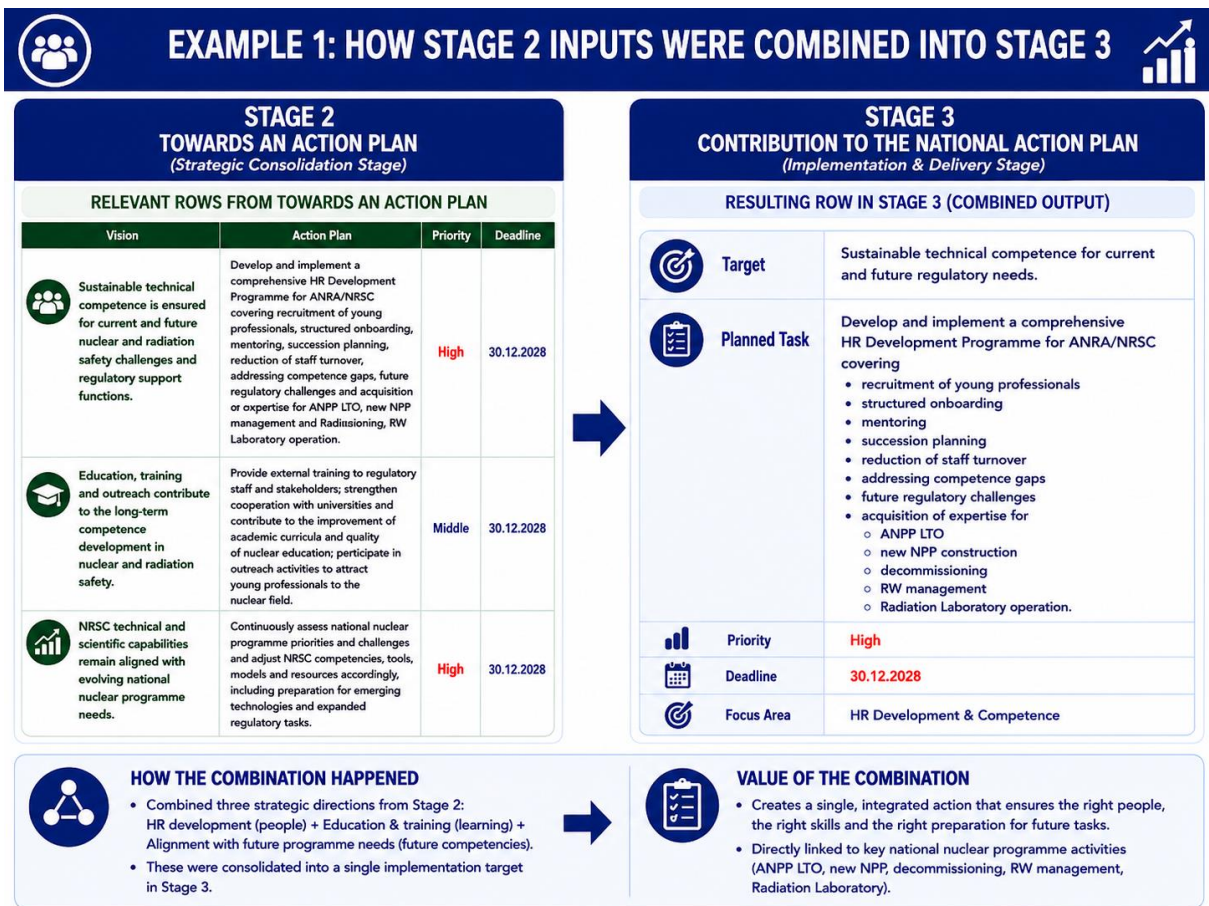 EXAMPLE 1: HOW STAGE 2 INPUTS WERE COMBINED INTO STAGE 3
STAGE 2
TOWARDS AN ACTION PLAN
(Strategic Consolidation Stage)
RELEVANT ROWS FROM TOWARDS AN ACTION PLAN
Vision
Action Plan
Priority
Deadline
Sustainable technical
competence is ensured
for current and future
nuclear and radiation
safety challenges and
regulatory support
functions.
Develop and implement a
comprehensive HR Development
Programme for ANRA/NRSC
covering recruitment of young
professionals, structured onboarding,
mentoring, succession planning,
reduction of staff turnover,
addressing competence gaps, future
regulatory challenges and acquisition
or expertise for ANPP LTO, new NPP
management and Radiussioning, RW
Laboratory operation.
High
30.12.2028
Education, training
and outreach contribute
to the long-term
competence
development in
nuclear and radiation
safety.
Provide external training to regulatory
staff and stakeholders; strengthen
cooperation with universities and
contribute to the improvement of
academic curricula and quality
of nuclear education; perticipate in
outreach activities to attract
young professionals to the
nuclear field.
Middle
30.12.2028
NRSC technical and
scientific capabilities
remain aligned with
evolving national
nuclear programme
needs.
Continuously assess national nuclear
programme priorities and challenges
and adjust NRSC competencies, tools,
models and resources accordingly,
including preparation for emerging
technologies and expanded
regulatory tasks.
High
30.12.2028
STAGE 3
CONTRIBUTION TO THE NATIONAL ACTION PLAN
(Implementation & Delivery Stage)
RESULTING ROW IN STAGE 3 (COMBINED OUTPUT)
Target
Sustainable technical competence for current
and future regulatory needs.
Planned Task
Develop and implement a comprehensive
HR Development Programme for ANRA/NRSC
covering
• recruitment of young professionals
• structured onboarding
• mentoring
• succession planning
• reduction of staff turnover
• addressing competence gaps
• future regulatory challenges
• acquisition of expertise for
○ ANPP LTO
○ new NPP construction
○ decommissioning
○ RW management
○ Radiation Laboratory operation.
Priority
High
Deadline
30.12.2028
Focus Area
HR Development & Competence
HOW THE COMBINATION HAPPENED
• Combined three strategic directions from Stage 2:
HR development (people) + Education & training (learning) +
Alignment with future programme needs (future competencies).
• These were consolidated into a single implementation target
in Stage 3.
VALUE OF THE COMBINATION
• Creates a single, integrated action that ensures the right people,
the right skills and the right preparation for future tasks.
• Directly linked to key national nuclear programme activities
(ANPP LTO, new NPP, decommissioning, RW management,
Radiation Laboratory).